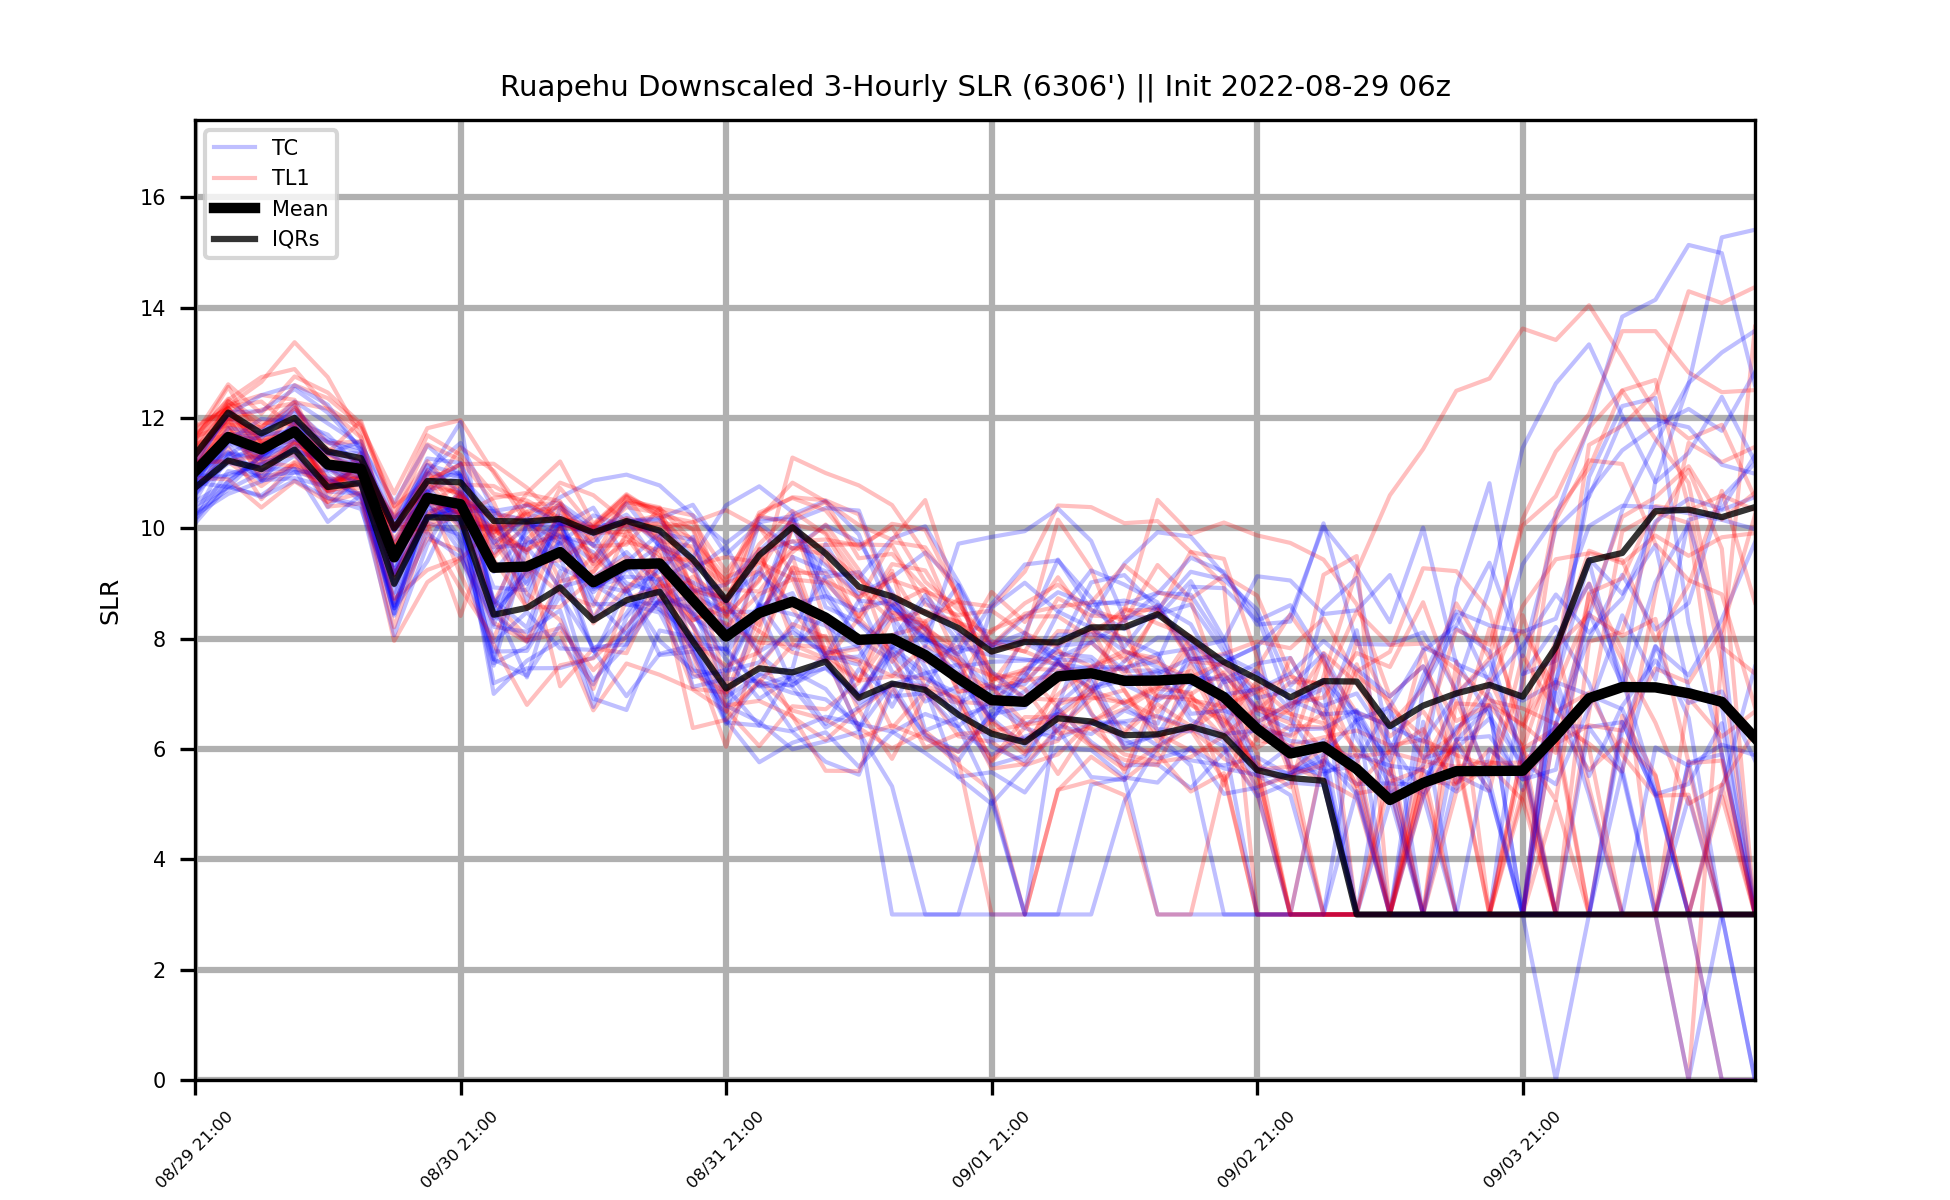 Ruapehu Downscaled 3-Hourly SLR (6306') || Init 2022-08-29 06z
TC
TL1
Mean
IQRs
SLR
16
14
12
10
8
6
4
2
0
08/29 21:00
08/30 21:00
08/31 21:00
09/01 21:00
09/02 21:00
09/03 21:00